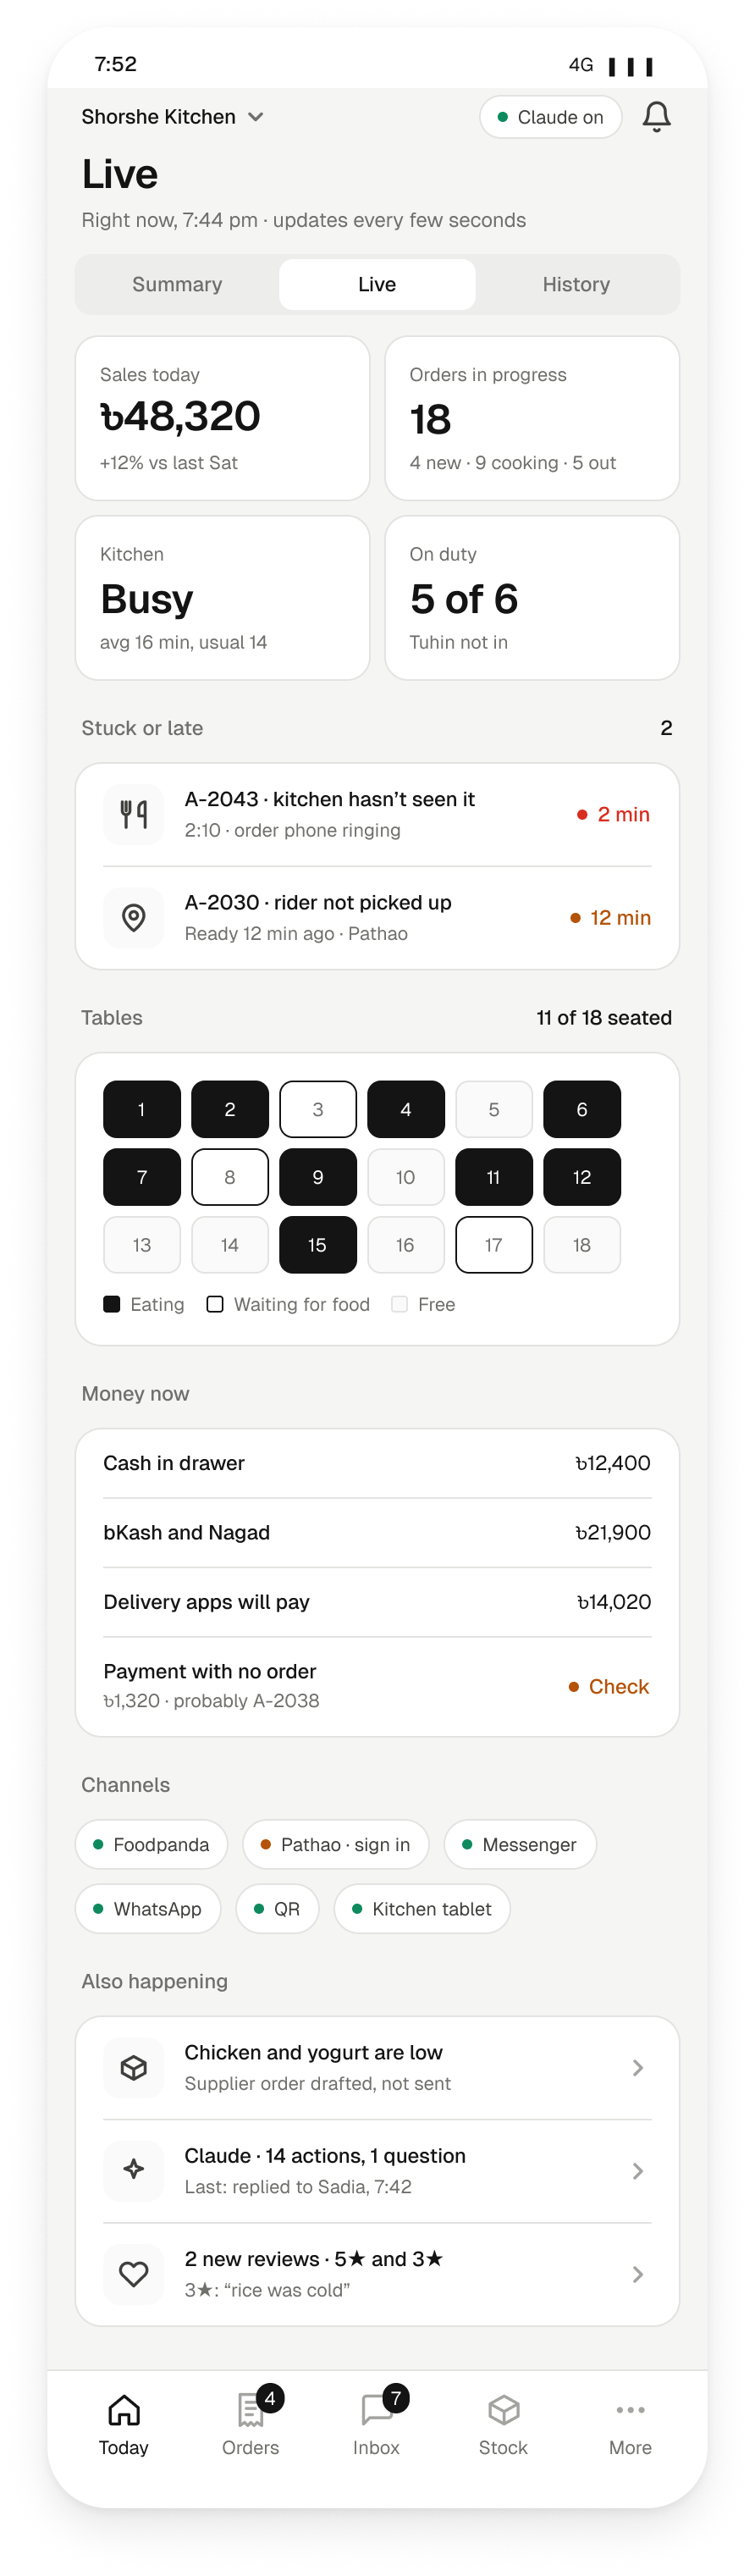 7:52
4G
Shorshe Kitchen
Claude on
Live
Right now, 7:44 pm · updates every few seconds
Summary
Live
History
Sales today
৳48,320
+12% vs last Sat
Orders in progress
18
4 new · 9 cooking · 5 out
Kitchen
Busy
avg 16 min, usual 14
On duty
5 of 6
Tuhin not in
Stuck or late
2
A-2043 · kitchen hasn’t seen it
2:10 · order phone ringing
2 min
A-2030 · rider not picked up
Ready 12 min ago · Pathao
12 min
Tables
11 of 18 seated
1
2
3
4
5
6
7
8
9
10
11
12
13
14
15
16
17
18
Eating
Waiting for food
Free
Money now
Cash in drawer
৳12,400
bKash and Nagad
৳21,900
Delivery apps will pay
৳14,020
Payment with no order
৳1,320 · probably A-2038
Check
Channels
Foodpanda
Pathao · sign in
Messenger
WhatsApp
QR
Kitchen tablet
Also happening
Chicken and yogurt are low
Supplier order drafted, not sent
Claude · 14 actions, 1 question
Last: replied to Sadia, 7:42
2 new reviews · 5★ and 3★
3★: “rice was cold”
4
7
Today
Orders
Inbox
Stock
More